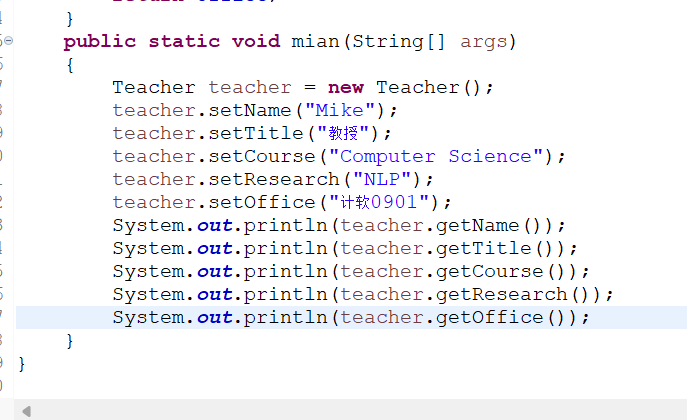 }
public static void mian(String[] args)
{
Teacher teacher = new Teacher();
teacher.setName("Mike");
teacher.setTitle("教授");
teacher.setCourse("Computer Science");
teacher.setResearch("NLP");
teacher.setOffice("计软0901");
System.out.println(teacher.getName());
System.out.println(teacher.getTitle());
System.out.println(teacher.getCourse());
System.out.println(teacher.getResearch());
System.out.println(teacher.getOffice());
}
}